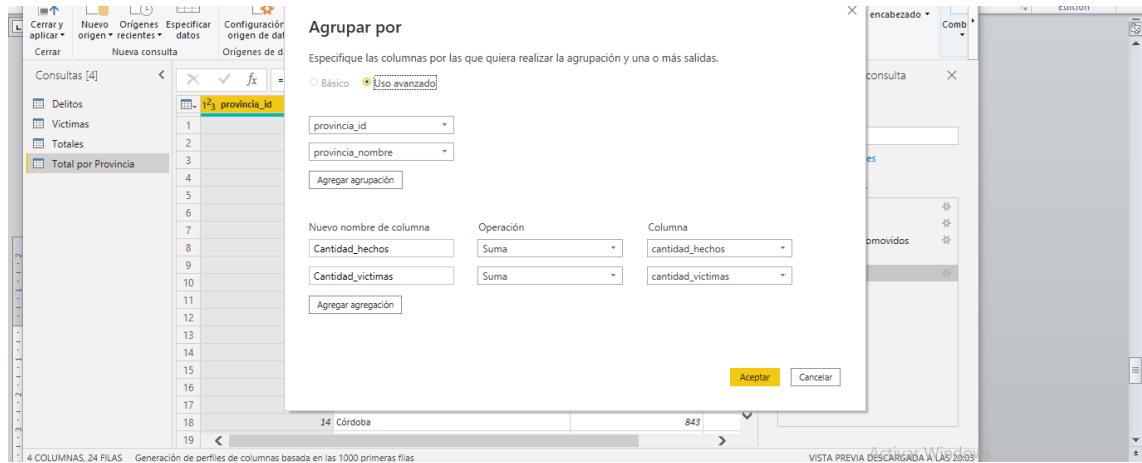 Edición
Cerrar y aplicar
Nuevo origen
Orígenes recientes
Especificar datos
Configuración origen de dat
Cerrar
Nueva consulta
Orígenes de d
encabezado
Comb
Consultas [4]
Delitos
Victimas
Totales
Total por Provincia
fx
=
1²3 provincia_id
1
2
3
4
5
6
7
8
9
10
11
12
13
14
15
16
17
18
14 Córdoba 843
19
Agrupar por
Especifique las columnas por las que quiera realizar la agrupación y una o más salidas.
Básico Uso avanzado
provincia_id
provincia_nombre
Agregar agrupación
Nuevo nombre de columna Operación Columna
Cantidad_hechos Suma cantidad_hechos
Cantidad_victimas Suma cantidad_victimas
Agregar agregación
Aceptar Cancelar
consulta
es
omovidos
Activar Windows
4 COLUMNAS, 24 FILAS Generación de perfiles de columnas basada en las 1000 primeras filas VISTA PREVIA DESCARGADA A LAS 20:03